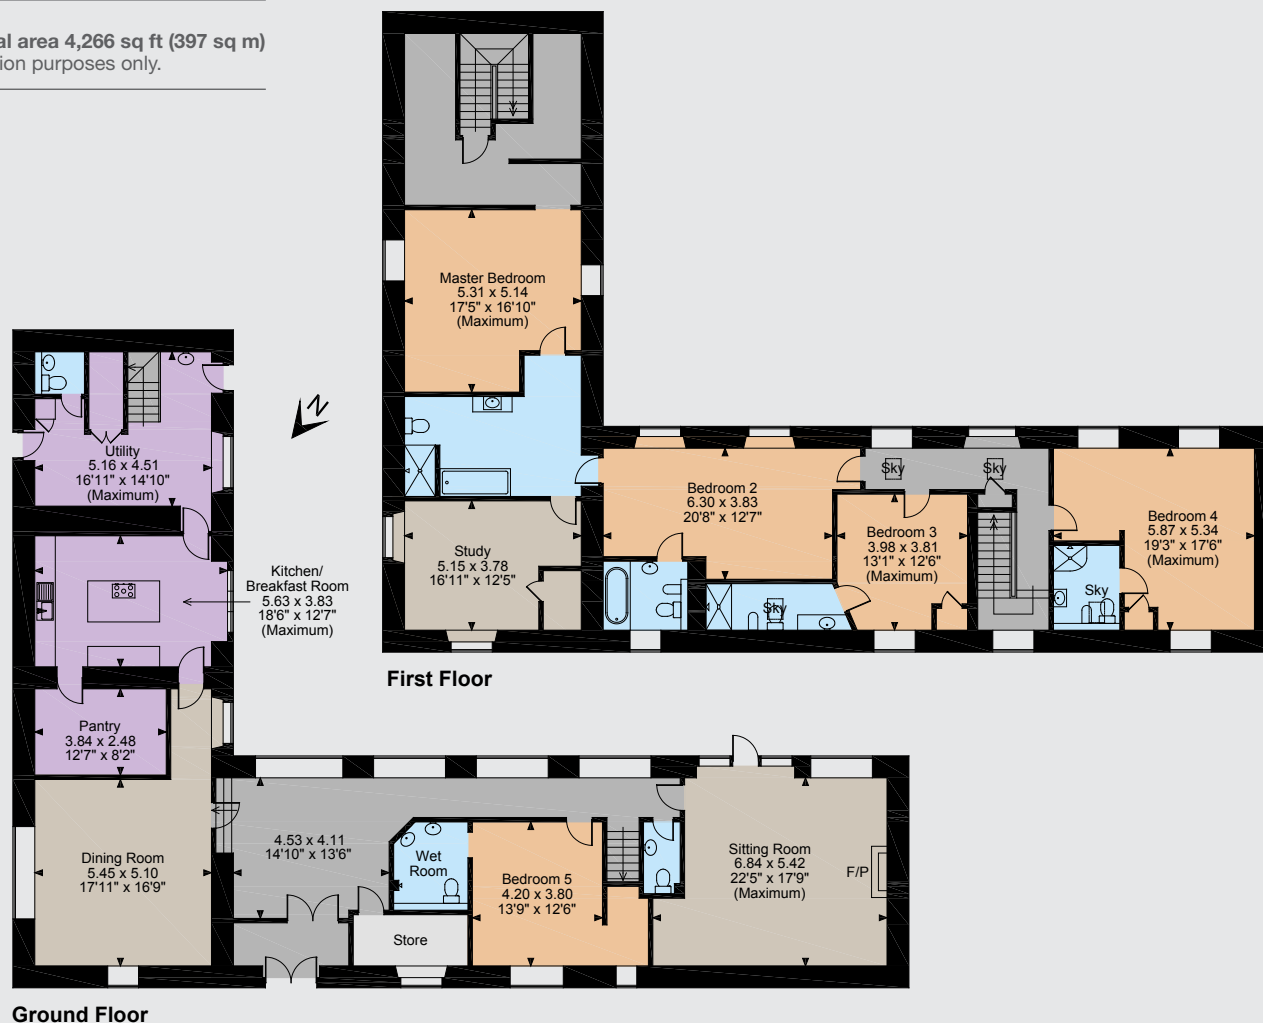 al area 4,266 sq ft (397 sq m)
ion purposes only.
Master Bedroom
5.31 x 5.14
17'5" x 16'10"
(Maximum)
N
Utility
5.16 x 4.51
16'11" x 14'10"
(Maximum)
Sky
Sky
Bedroom 2
6.30 x 3.83
20'8" x 12'7"
Bedroom 3
3.98 x 3.81
13'1" x 12'6"
(Maximum)
Bedroom 4
5.87 x 5.34
19'3" x 17'6"
(Maximum)
Study
5.15 x 3.78
16'11" x 12'5"
Sky
Sky
Kitchen/
Breakfast Room
5.63 x 3.83
18'6" x 12'7"
(Maximum)
First Floor
Pantry
3.84 x 2.48
12'7" x 8'2"
Dining Room
5.45 x 5.10
17'11" x 16'9"
4.53 x 4.11
14'10" x 13'6"
Wet
Room
Bedroom 5
4.20 x 3.80
13'9" x 12'6"
Sitting Room
6.84 x 5.42
22'5" x 17'9"
(Maximum)
F/P
Store
Ground Floor